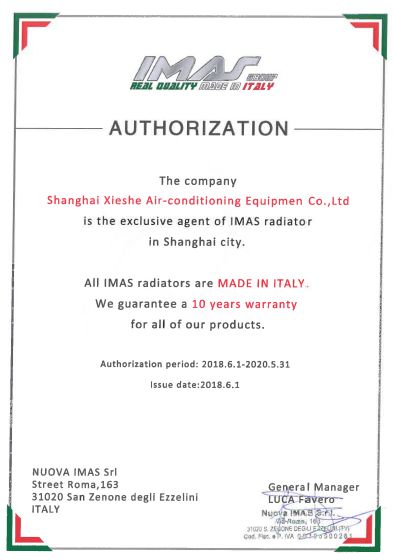 IMAS GROUP
REAL QUALITY MADE IN ITALY
AUTHORIZATION
The company
Shanghai Xieshe Air-conditioning Equipmen Co.,Ltd
is the exclusive agent of IMAS radiator
in Shanghai city.
All IMAS radiators are MADE IN ITALY.
We guarantee a 10 years warranty
for all of our products.
Authorization period: 2018.6.1-2020.5.31
Issue date:2018.6.1
NUOVA IMAS Srl
Street Roma,163
31020 San Zenone degli Ezzelini
ITALY
General Manager
LUCA Favero
Nuova IMAS S.r.l.
Via Roma, 163
31020 S. ZENONE DEGLI EZZELINI (TV)
Cod. Fisc. e P. IVA